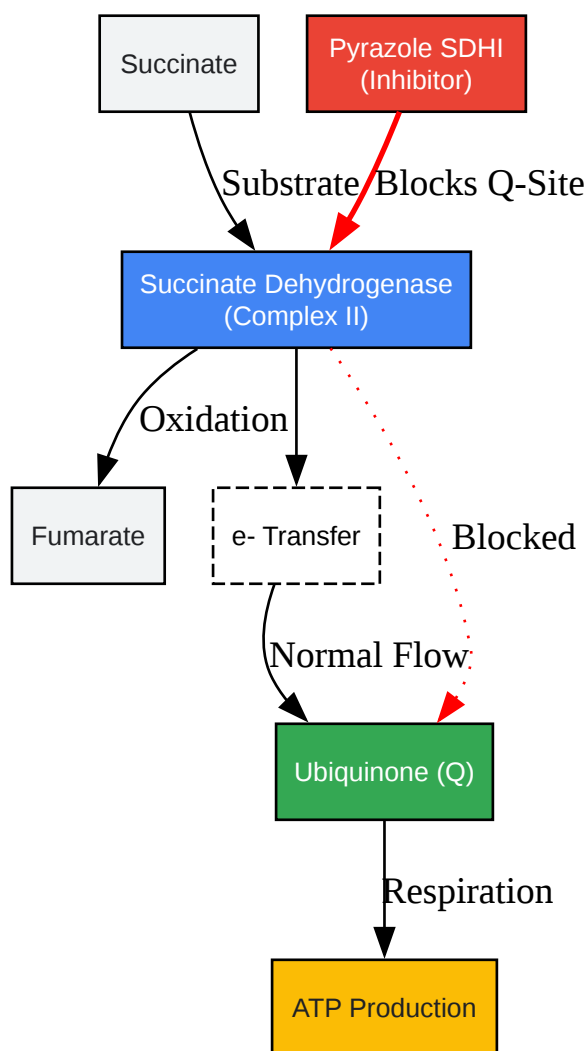 Succinate
Pyrazole SDHI
(Inhibitor)
Substrate
Blocks Q-Site
Succinate Dehydrogenase
(Complex II)
Oxidation
Fumarate
e- Transfer
Blocked
Normal Flow
Ubiquinone (Q)
Respiration
ATP Production